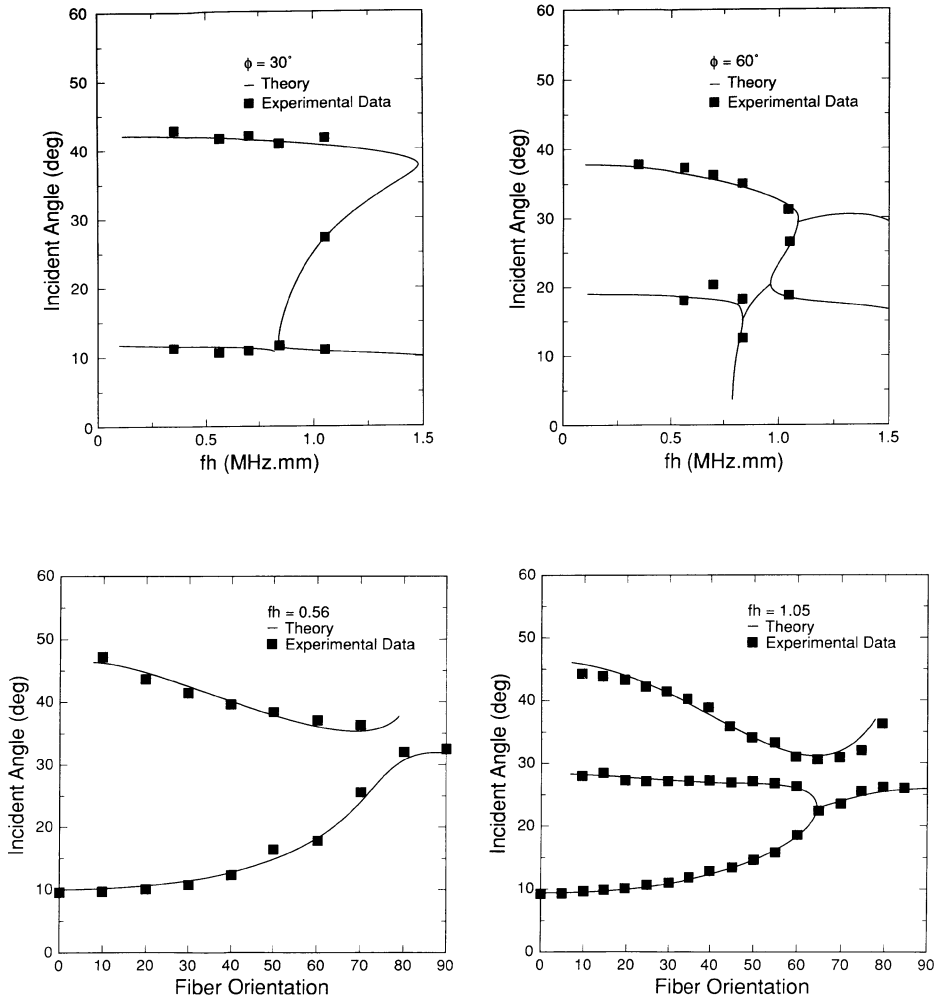 60
50
40
30
20
10
0
Incident Angle (deg)
ϕ = 30°
— Theory
■ Experimental Data
0 0.5 1.0 1.5
fh (MHz.mm)
60
50
40
30
20
10
0
Incident Angle (deg)
ϕ = 60°
— Theory
■ Experimental Data
0 0.5 1.0 1.5
fh (MHz.mm)
60
50
40
30
20
10
0
Incident Angle (deg)
fh = 0.56
— Theory
■ Experimental Data
0 10 20 30 40 50 60 70 80 90
Fiber Orientation
60
50
40
30
20
10
0
Incident Angle (deg)
fh = 1.05
— Theory
■ Experimental Data
0 10 20 30 40 50 60 70 80 90
Fiber Orientation